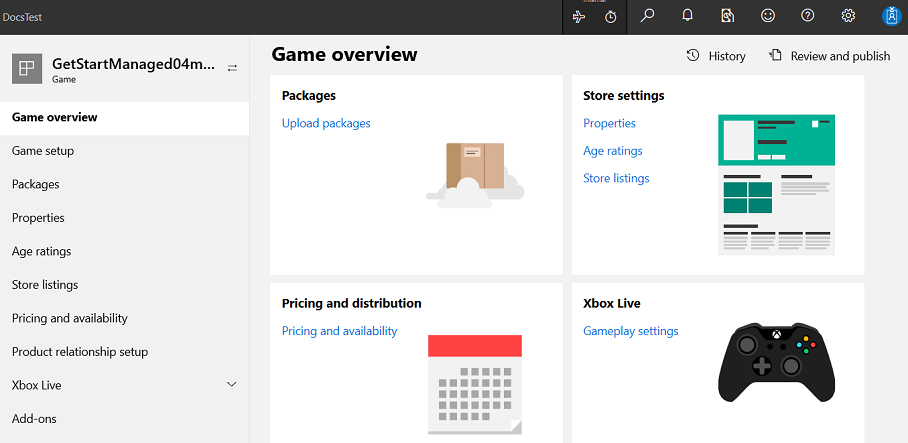 DocsTest
GetStartManaged04m...
Game
Game overview
Game setup
Packages
Properties
Age ratings
Store listings
Pricing and availability
Product relationship setup
Xbox Live
Add-ons
Game overview
History
Review and publish
Packages
Upload packages
Store settings
Properties
Age ratings
Store listings
Pricing and distribution
Pricing and availability
Xbox Live
Gameplay settings